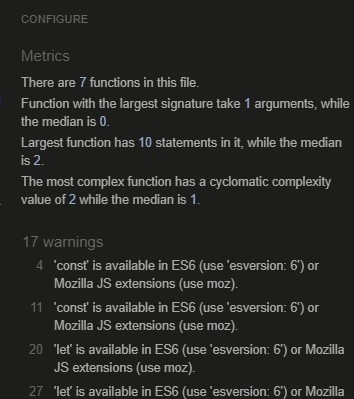 CONFIGURE
Metrics
There are 7 functions in this file.
Function with the largest signature take 1 arguments, while
the median is 0.
Largest function has 10 statements in it, while the median
is 2.
The most complex function has a cyclomatic complexity
value of 2 while the median is 1.
17 warnings
4 'const' is available in ES6 (use 'esversion: 6') or
Mozilla JS extensions (use moz).
11 'const' is available in ES6 (use 'esversion: 6') or
Mozilla JS extensions (use moz).
20 'let' is available in ES6 (use 'esversion: 6') or Mozilla
JS extensions (use moz).
27 'let' is available in ES6 (use 'esversion: 6') or Mozilla